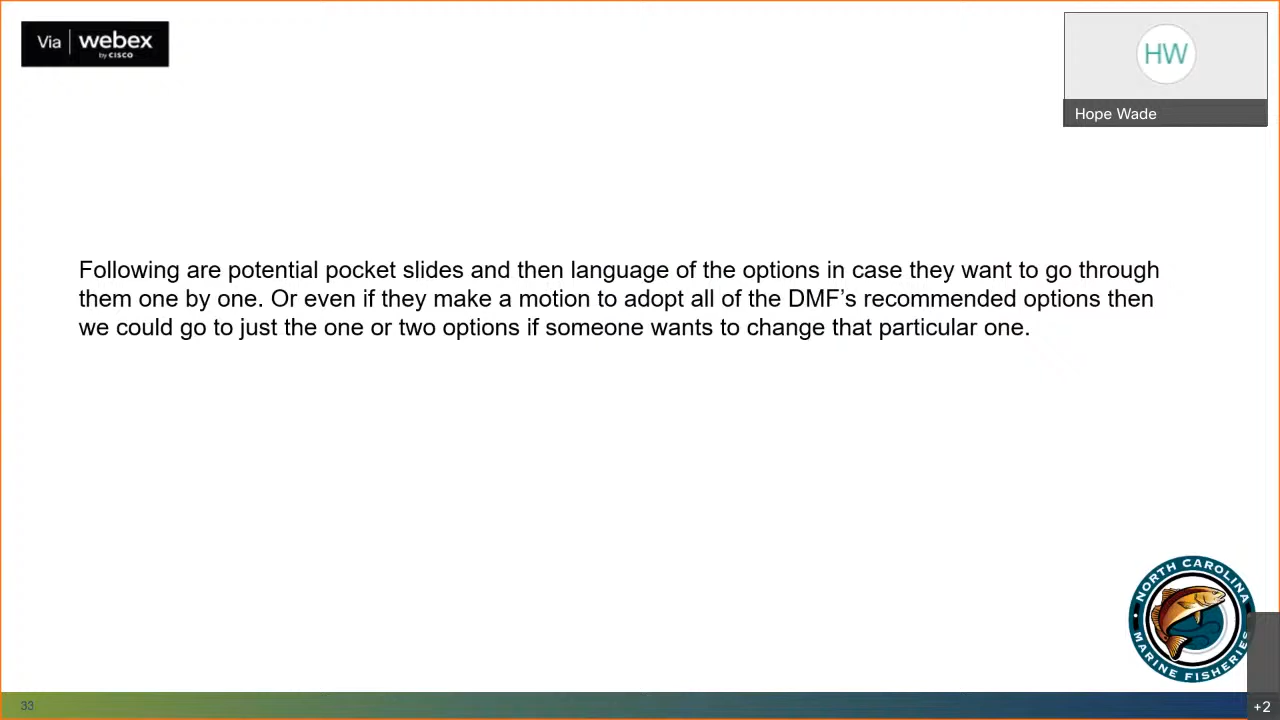 Via webex
by CISCO
HW
Hope Wade
Following are potential pocket slides and then language of the options in case they want to go through
them one by one. Or even if they make a motion to adopt all of the DMF’s recommended options then
we could go to just the one or two options if someone wants to change that particular one.
NORTH CAROLINA
MARINE FISHERIES
33
+2